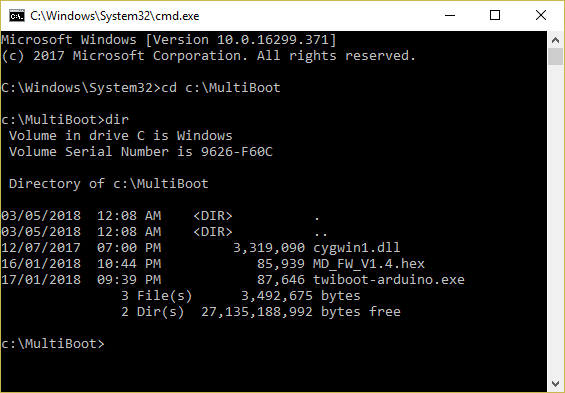 C:\Windows\System32\cmd.exe
Microsoft Windows [Version 10.0.16299.371]
(c) 2017 Microsoft Corporation. All rights reserved.
C:\Windows\System32>cd c:\MultiBoot
c:\MultiBoot>dir
 Volume in drive C is Windows
 Volume Serial Number is 9626-F60C
 Directory of c:\MultiBoot
03/05/2018  12:08 AM    <DIR>          .
03/05/2018  12:08 AM    <DIR>          ..
12/07/2017  07:00 PM         3,319,090 cygwin1.dll
16/01/2018  10:44 PM            85,939 MD_FW_V1.4.hex
17/01/2018  09:39 PM            87,646 twiboot-arduino.exe
               3 File(s)      3,492,675 bytes
               2 Dir(s)  27,135,188,992 bytes free
c:\MultiBoot>